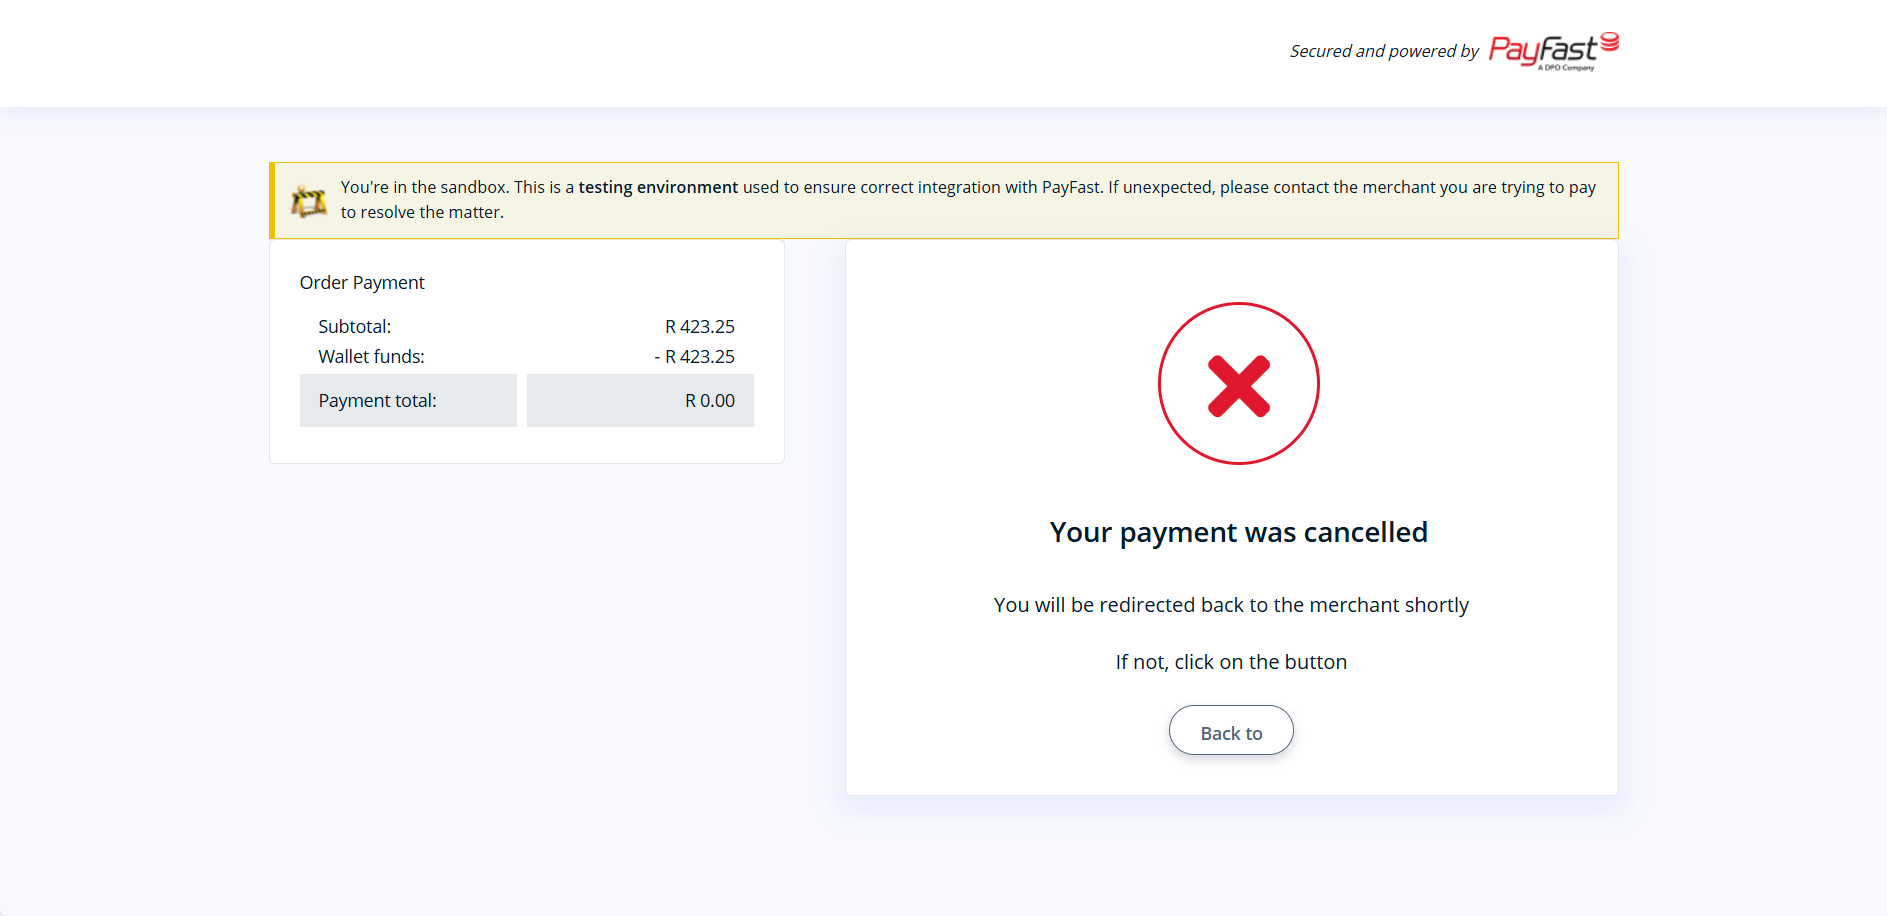 Secured and powered by PayFast
A DPO Company
You're in the sandbox. This is a testing environment used to ensure correct integration with PayFast. If unexpected, please contact the merchant you are trying to pay
to resolve the matter.
Order Payment
Subtotal: R 423.25
Wallet funds: - R 423.25
Payment total: R 0.00
Your payment was cancelled
You will be redirected back to the merchant shortly
If not, click on the button
Back to